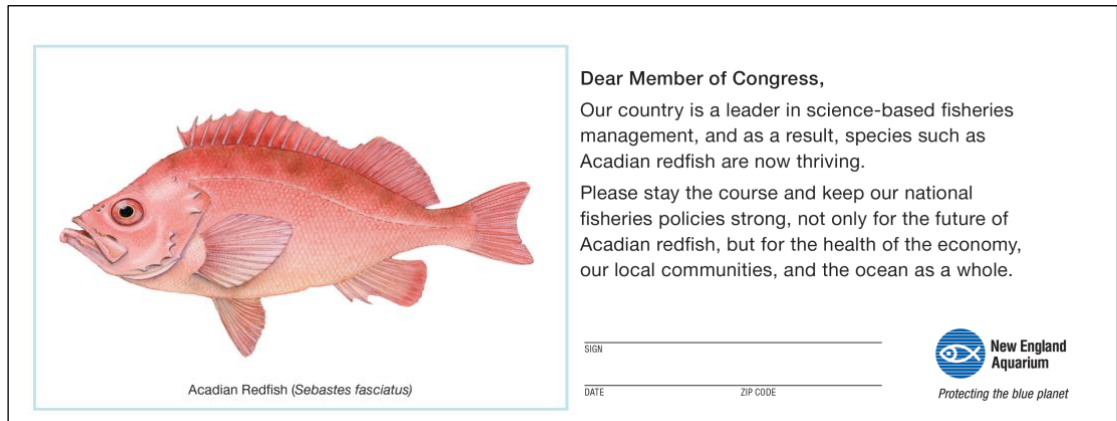 Dear Member of Congress,
Our country is a leader in science-based fisheries
management, and as a result, species such as
Acadian redfish are now thriving.
Please stay the course and keep our national
fisheries policies strong, not only for the future of
Acadian redfish, but for the health of the economy,
our local communities, and the ocean as a whole.
Acadian Redfish (Sebastes fasciatus)
SIGN
DATE ZIP CODE
New England
Aquarium
Protecting the blue planet